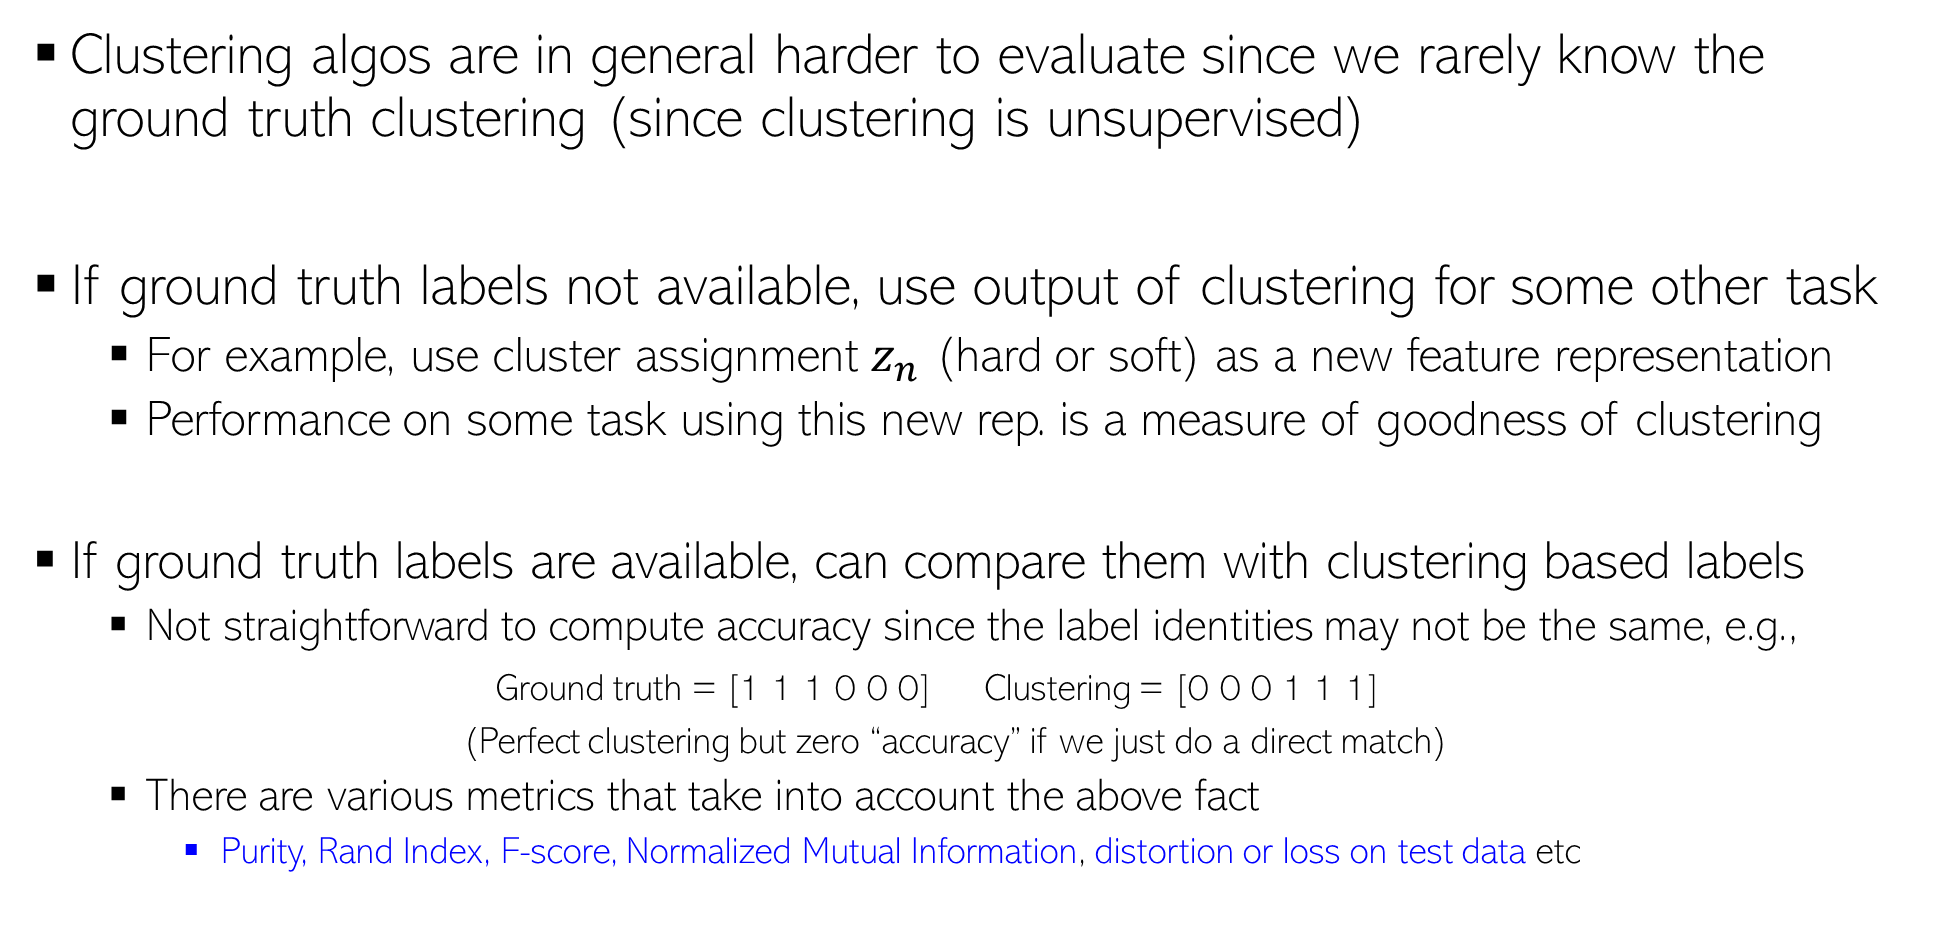 ▪ Clustering algos are in general harder to evaluate since we rarely know the
ground truth clustering (since clustering is unsupervised)
▪ If ground truth labels not available, use output of clustering for some other task
▪ For example, use cluster assignment 𝒛ₙ (hard or soft) as a new feature representation
▪ Performance on some task using this new rep. is a measure of goodness of clustering
▪ If ground truth labels are available, can compare them with clustering based labels
▪ Not straightforward to compute accuracy since the label identities may not be the same, e.g.,
Ground truth = [1 1 1 0 0 0] Clustering = [0 0 0 1 1 1]
(Perfect clustering but zero “accuracy” if we just do a direct match)
▪ There are various metrics that take into account the above fact
▪ Purity, Rand Index, F-score, Normalized Mutual Information, distortion or loss on test data etc